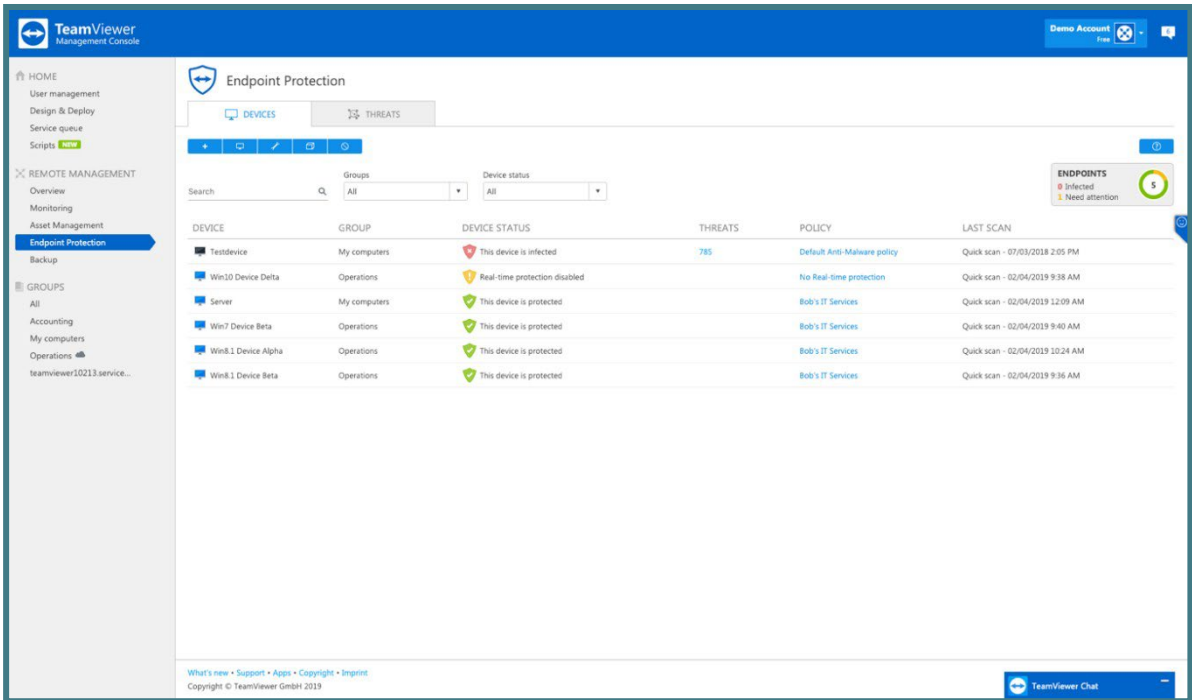 TeamViewer
Management Console
Demo Account
Free
HOME
User management
Design & Deploy
Service queue
Scripts NEW
REMOTE MANAGEMENT
Overview
Monitoring
Asset Management
Endpoint Protection
Backup
GROUPS
All
Accounting
My computers
Operations
teamviewer10213.service...
Endpoint Protection
DEVICES THREATS
Groups Device status
Search All All
ENDPOINTS
0 Infected
1 Need attention
5
DEVICE GROUP DEVICE STATUS THREATS POLICY LAST SCAN
Testdevice My computers This device is infected 785 Default Anti-Malware policy Quick scan - 07/03/2018 2:05 PM
Win10 Device Delta Operations Real-time protection disabled No Real-time protection Quick scan - 02/04/2019 9:38 AM
Server My computers This device is protected Bob's IT Services Quick scan - 02/04/2019 12:09 AM
Win7 Device Beta Operations This device is protected Bob's IT Services Quick scan - 02/04/2019 9:40 AM
Win8.1 Device Alpha Operations This device is protected Bob's IT Services Quick scan - 02/04/2019 10:24 AM
Win8.1 Device Beta Operations This device is protected Bob's IT Services Quick scan - 02/04/2019 9:36 AM
What's new • Support • Apps • Copyright • Imprint
Copyright © TeamViewer GmbH 2019
TeamViewer Chat